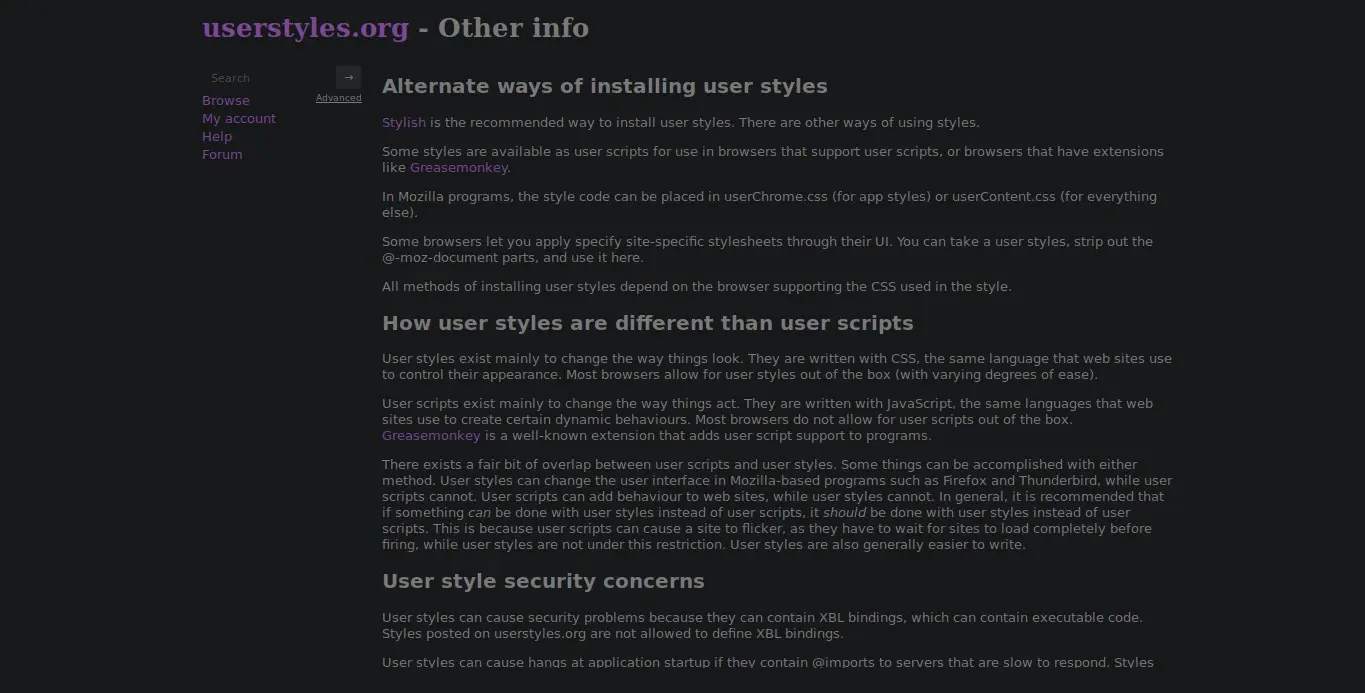 userstyles.org - Other info
Search →
Advanced
Browse
My account
Help
Forum
Alternate ways of installing user styles
Stylish is the recommended way to install user styles. There are other ways of using styles.
Some styles are available as user scripts for use in browsers that support user scripts, or browsers that have extensions
like Greasemonkey.
In Mozilla programs, the style code can be placed in userChrome.css (for app styles) or userContent.css (for everything
else).
Some browsers let you apply specify site-specific stylesheets through their UI. You can take a user styles, strip out the
@-moz-document parts, and use it here.
All methods of installing user styles depend on the browser supporting the CSS used in the style.
How user styles are different than user scripts
User styles exist mainly to change the way things look. They are written with CSS, the same language that web sites use
to control their appearance. Most browsers allow for user styles out of the box (with varying degrees of ease).
User scripts exist mainly to change the way things act. They are written with JavaScript, the same languages that web
sites use to create certain dynamic behaviours. Most browsers do not allow for user scripts out of the box.
Greasemonkey is a well-known extension that adds user script support to programs.
There exists a fair bit of overlap between user scripts and user styles. Some things can be accomplished with either
method. User styles can change the user interface in Mozilla-based programs such as Firefox and Thunderbird, while user
scripts cannot. User scripts can add behaviour to web sites, while user styles cannot. In general, it is recommended that
if something can be done with user styles instead of user scripts, it should be done with user styles instead of user
scripts. This is because user scripts can cause a site to flicker, as they have to wait for sites to load completely before
firing, while user styles are not under this restriction. User styles are also generally easier to write.
User style security concerns
User styles can cause security problems because they can contain XBL bindings, which can contain executable code.
Styles posted on userstyles.org are not allowed to define XBL bindings.
User styles can cause hangs at application startup if they contain @imports to servers that are slow to respond. Styles